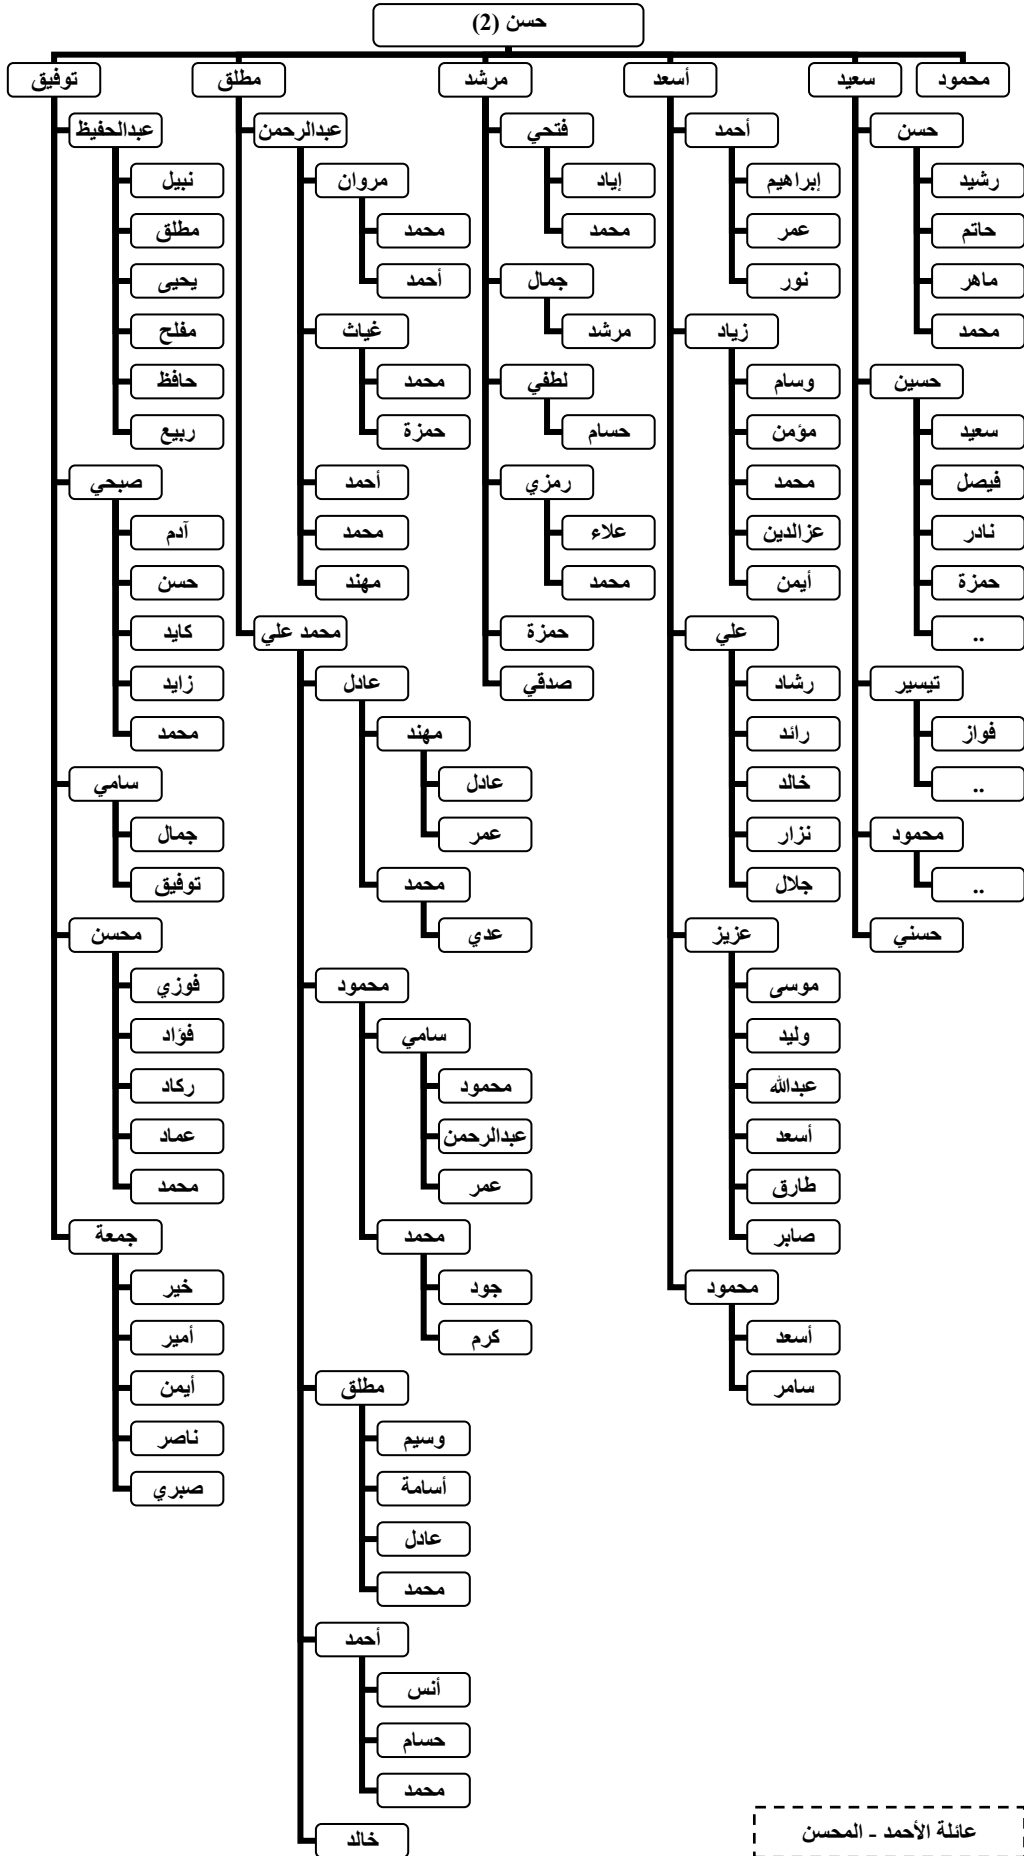 حسن (2)
محمود
سعيد
أسعد
مرشد
مطلق
توفيق
حسن
رشيد
حاتم
ماهر
محمد
حسين
سعيد
فيصل
نادر
حمزة
..
تيسير
فواز
..
محمود
..
حسني
أحمد
إبراهيم
عمر
نور
زياد
وسام
مؤمن
محمد
عزالدين
أيمن
علي
رشاد
رائد
خالد
نزار
جلال
عزيز
موسى
وليد
عبدالله
أسعد
طارق
صابر
محمود
أسعد
سامر
فتحي
إياد
محمد
جمال
مرشد
لطفي
حسام
رمزي
علاء
محمد
حمزة
صدقي
عبدالرحمن
مروان
محمد
أحمد
غياث
محمد
حمزة
أحمد
محمد
مهند
محمد علي
عادل
مهند
عادل
عمر
محمد
عدي
محمود
سامي
محمود
عبدالرحمن
عمر
محمد
جود
كرم
مطلق
وسيم
أسامة
عادل
محمد
أحمد
أنس
حسام
محمد
خالد
عبدالحفيظ
نبيل
مطلق
يحيى
مفلح
حافظ
ربيع
صبحي
آدم
حسن
كايد
زايد
محمد
سامي
جمال
توفيق
محسن
فوزي
فؤاد
ركاد
عماد
محمد
جمعة
خير
أمير
أيمن
ناصر
صبري
عائلة الأحمد - المحسن